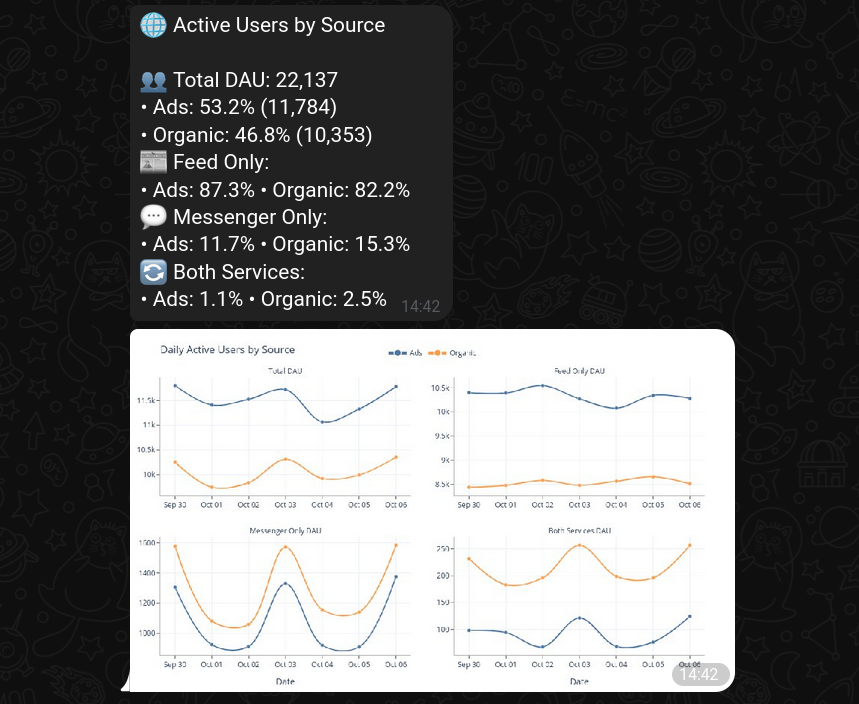 🌐 Active Users by Source
👥 Total DAU: 22,137
• Ads: 53.2% (11,784)
• Organic: 46.8% (10,353)
📰 Feed Only:
• Ads: 87.3% • Organic: 82.2%
💬 Messenger Only:
• Ads: 11.7% • Organic: 15.3%
🔄 Both Services:
• Ads: 1.1% • Organic: 2.5% 14:42
Daily Active Users by Source
Ads Organic
Total DAU
11.5k
11k
10.5k
10k
Sep 30 Oct 01 Oct 02 Oct 03 Oct 04 Oct 05 Oct 06
Feed Only DAU
10.5k
10k
9.5k
9k
8.5k
Sep 30 Oct 01 Oct 02 Oct 03 Oct 04 Oct 05 Oct 06
Messenger Only DAU
1600
1400
1200
1000
Sep 30 Oct 01 Oct 02 Oct 03 Oct 04 Oct 05 Oct 06
Date
Both Services DAU
250
200
150
100
Sep 30 Oct 01 Oct 02 Oct 03 Oct 04 Oct 05 Oct 06
Date
14:42